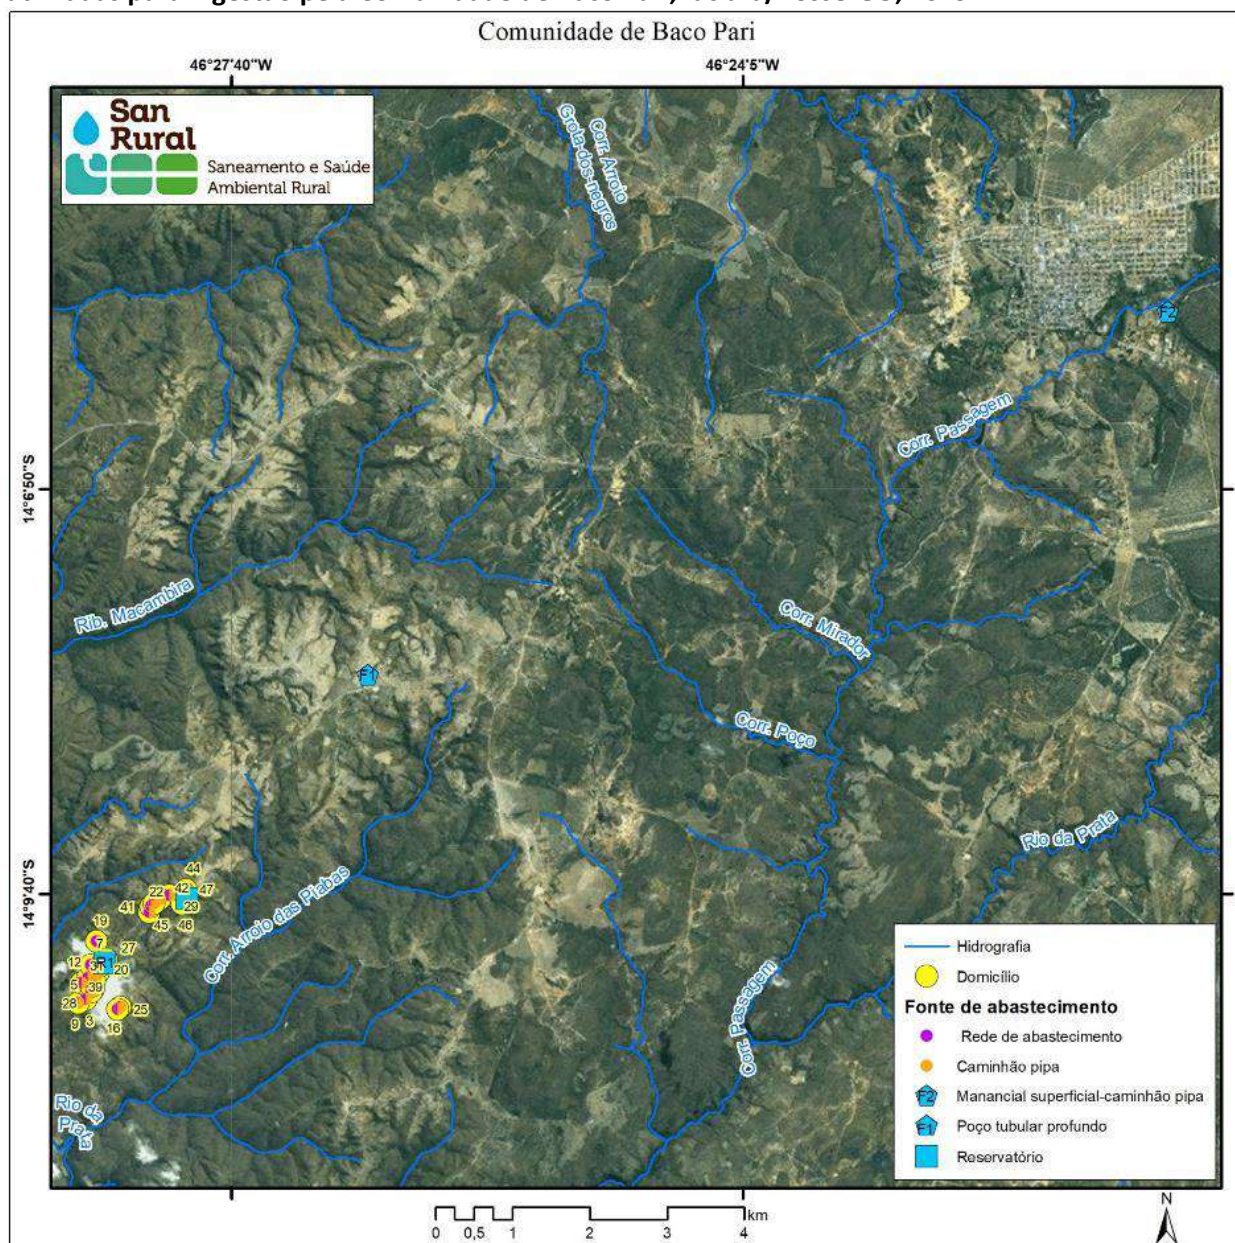 Comunidade de Baco Pari
46°27'40"W
46°24'5"W
San
Rural
Saneamento e Saúde
Ambiental Rural
Corr. Arroio
Grota-dos-negros
F2
Corr. Passagem
14°6'50"S
Rib. Macambira
Corr. Mirador
F1
Corr. Poço
Rio da Prata
14°9'40"S
44
22
42
47
41
29
45
46
19
7
27
12
R1
31
20
5
39
28
25
9
3
16
Corr. Arroio das Piabas
Corr. Passagem
Rio da
Prata
Hidrografia
Domicílio
Fonte de abastecimento
Rede de abastecimento
Caminhão pipa
F2 Manancial superficial-caminhão pipa
F1 Poço tubular profundo
Reservatório
N
km
0 0,5 1 2 3 4